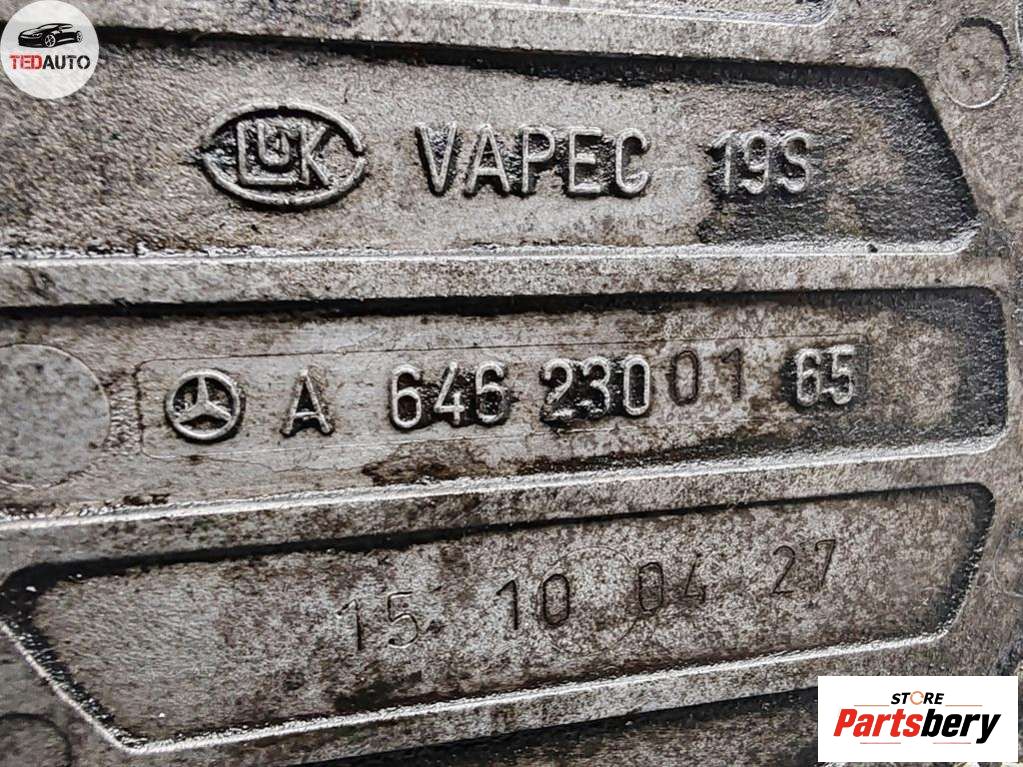 TEDAUTO
LUK VAPEC 19S
A 646 230 01 65
15 10 04 27
STORE
Partsbery